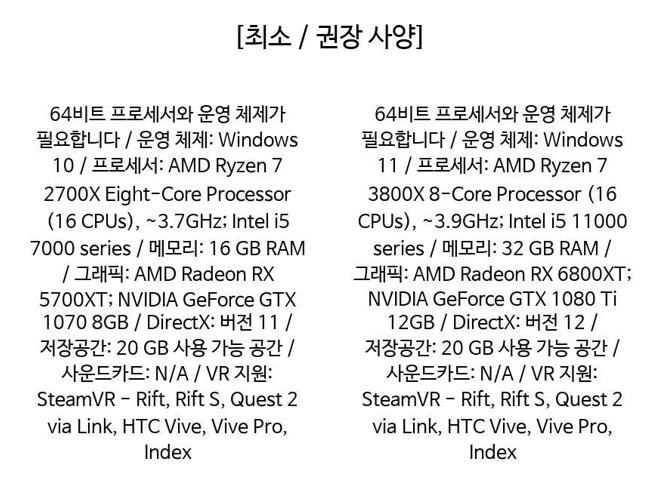 [최소 / 권장 사양]
64비트 프로세서와 운영 체제가
필요합니다 / 운영 체제: Windows
10 / 프로세서: AMD Ryzen 7
2700X Eight-Core Processor
(16 CPUs), ~3.7GHz; Intel i5
7000 series / 메모리: 16 GB RAM
/ 그래픽: AMD Radeon RX
5700XT; NVIDIA GeForce GTX
1070 8GB / DirectX: 버전 11 /
저장공간: 20 GB 사용 가능 공간 /
사운드카드: N/A / VR 지원:
SteamVR - Rift, Rift S, Quest 2
via Link, HTC Vive, Vive Pro,
Index
64비트 프로세서와 운영 체제가
필요합니다 / 운영 체제: Windows
11 / 프로세서: AMD Ryzen 7
3800X 8-Core Processor (16
CPUs), ~3.9GHz; Intel i5 11000
series / 메모리: 32 GB RAM /
그래픽: AMD Radeon RX 6800XT;
NVIDIA GeForce GTX 1080 Ti
12GB / DirectX: 버전 12 /
저장공간: 20 GB 사용 가능 공간 /
사운드카드: N/A / VR 지원:
SteamVR - Rift, Rift S, Quest 2
via Link, HTC Vive, Vive Pro,
Index